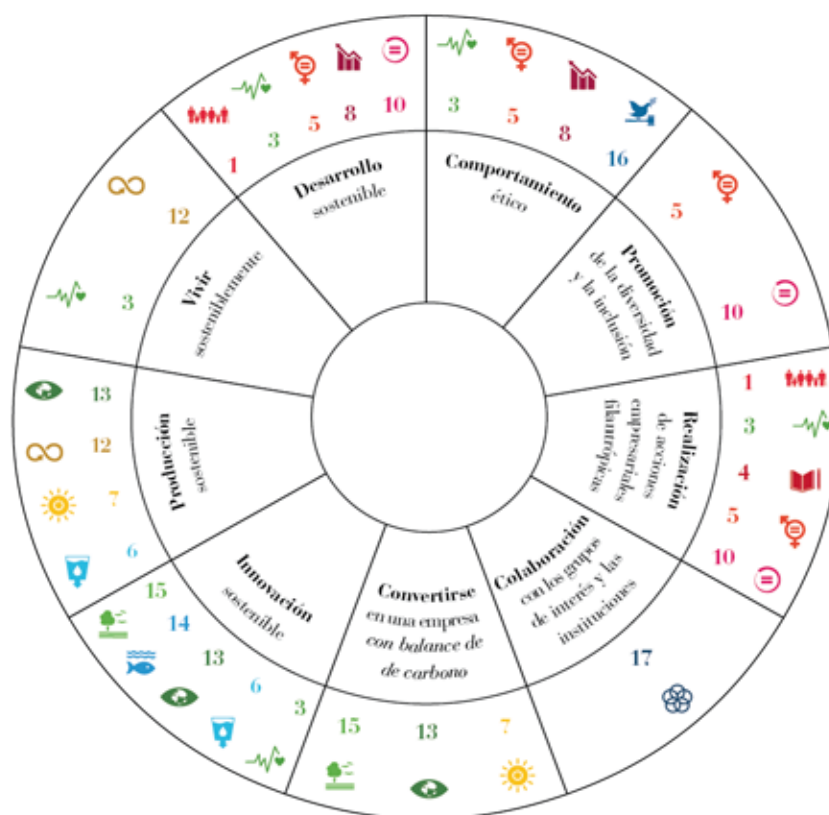 1
3
5
8
10
Desarrollo
sostenible
3
5
8
16
Comportamiento
ético
5
10
Promoción
de la diversidad
y la inclusión
1
3
4
5
10
Realización
de acciones
empresariales
filantrópicas
17
Colaboración
con los grupos
de interés y las
instituciones
15
13
7
Convertirse
en una empresa
con balance de
de carbono
15
14
13
6
3
Innovación
sostenible
13
12
7
6
Producción
sostenible
12
3
Vivir
sosteniblemente